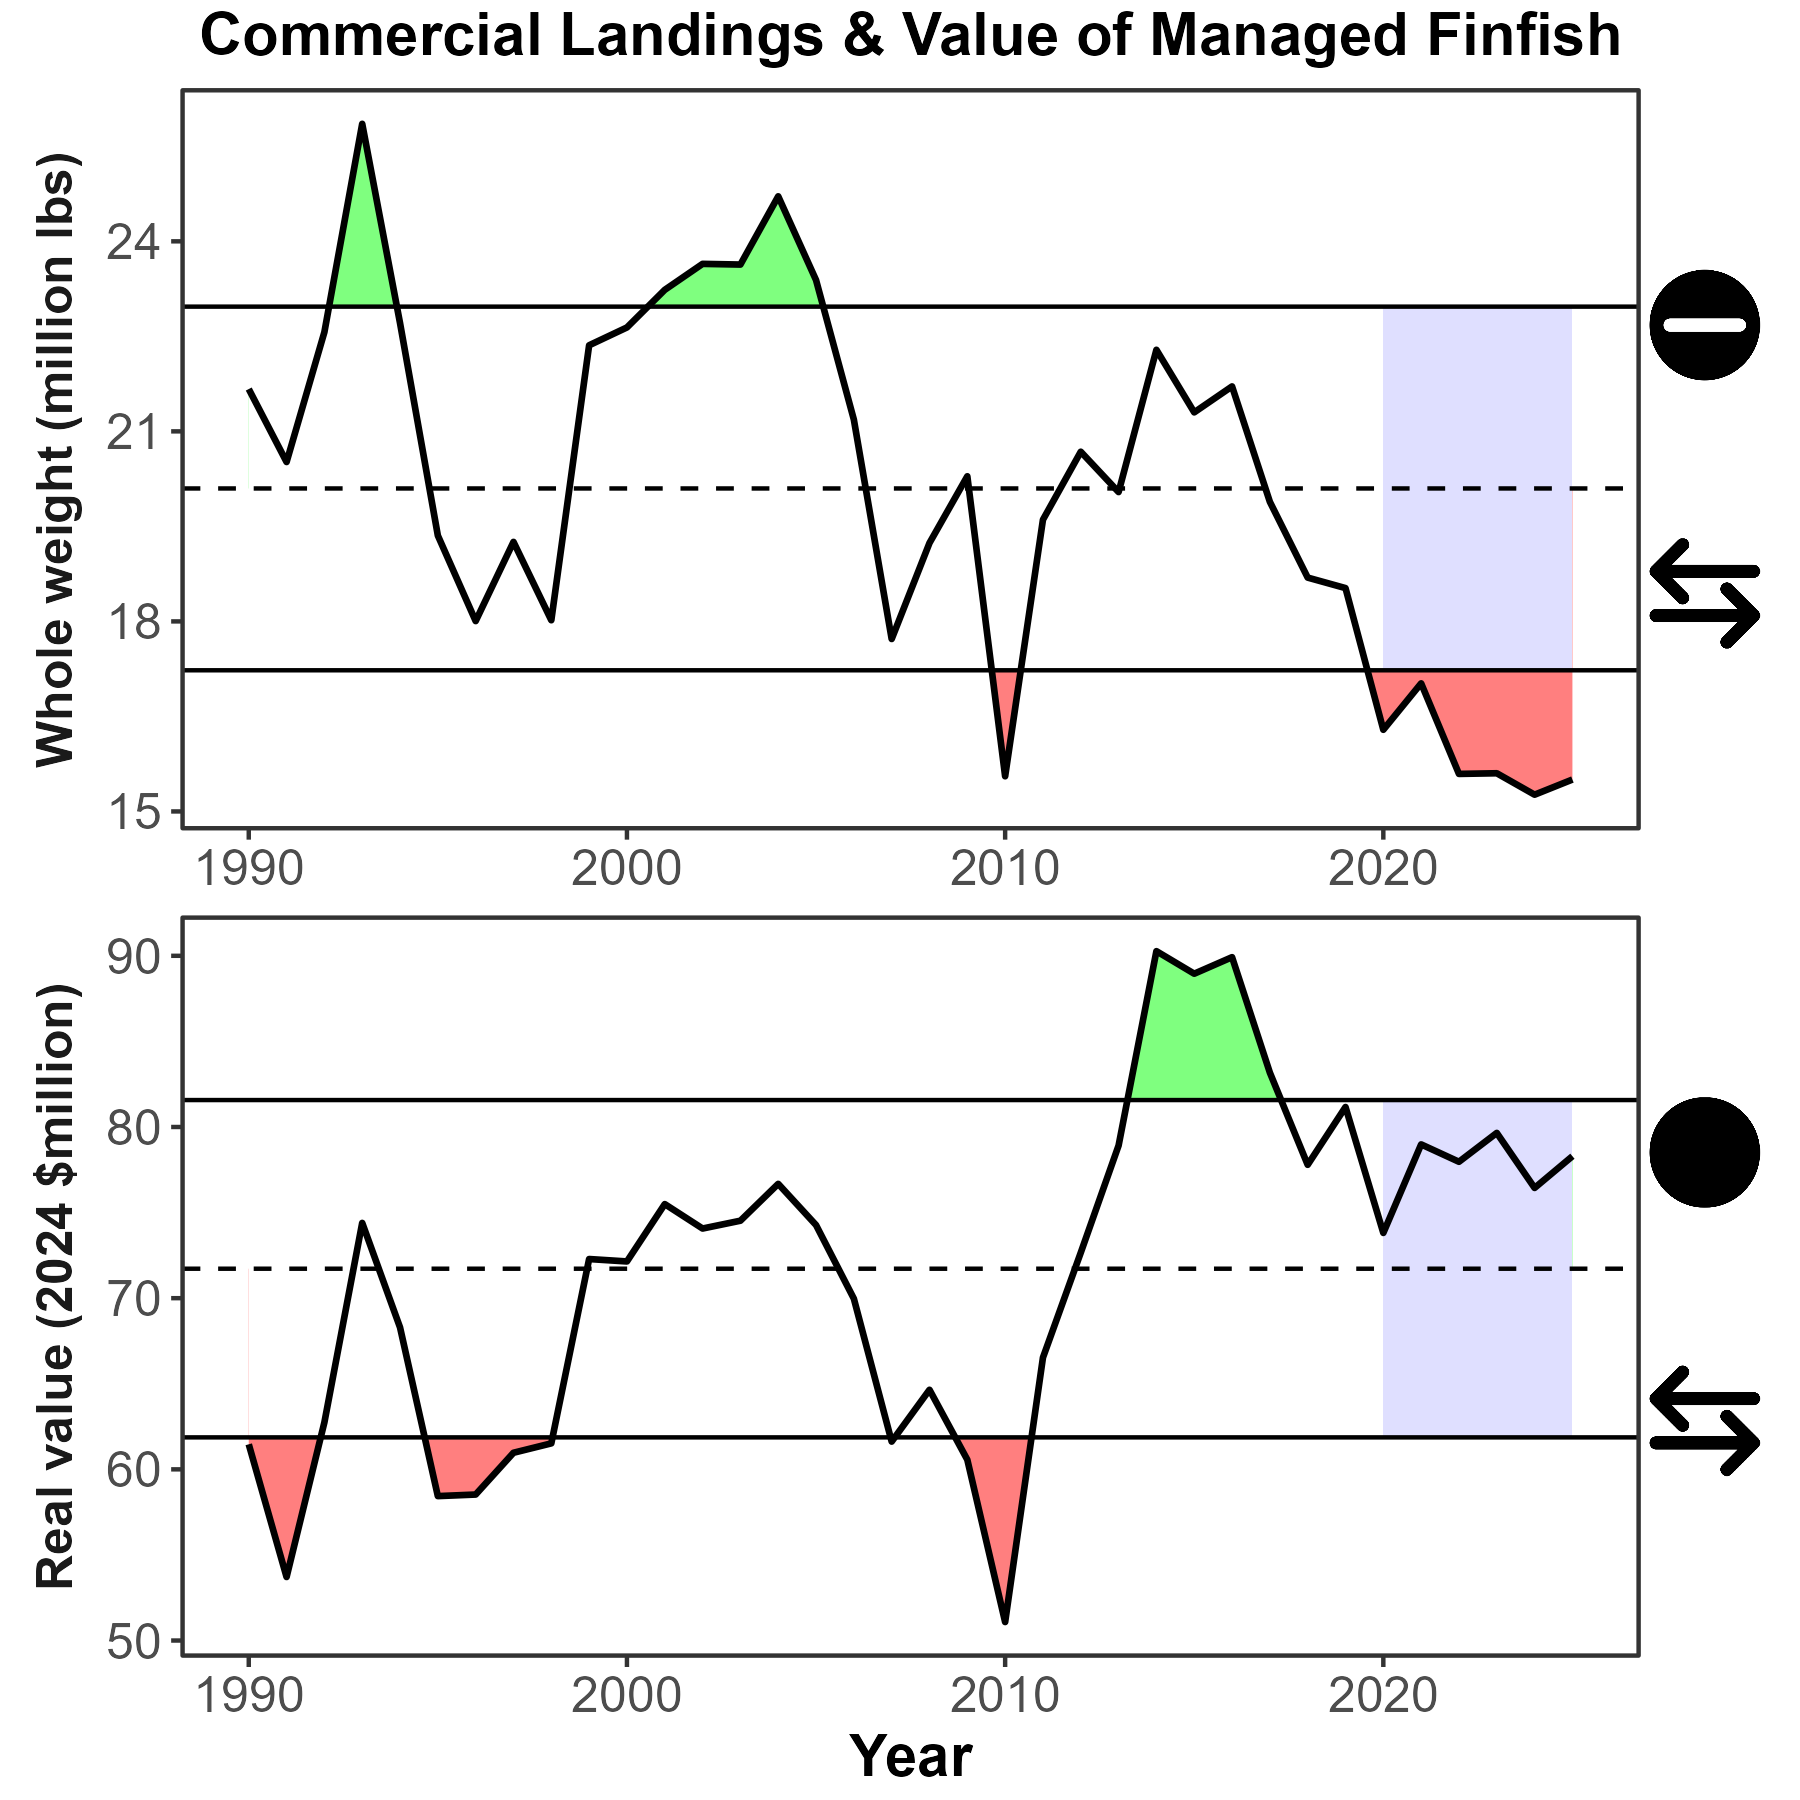 Commercial Landings & Value of Managed Finfish
Whole weight (million lbs)
24
21
18
15
1990 2000 2010 2020
Real value (2024 $million)
90
80
70
60
50
1990 2000 2010 2020
Year